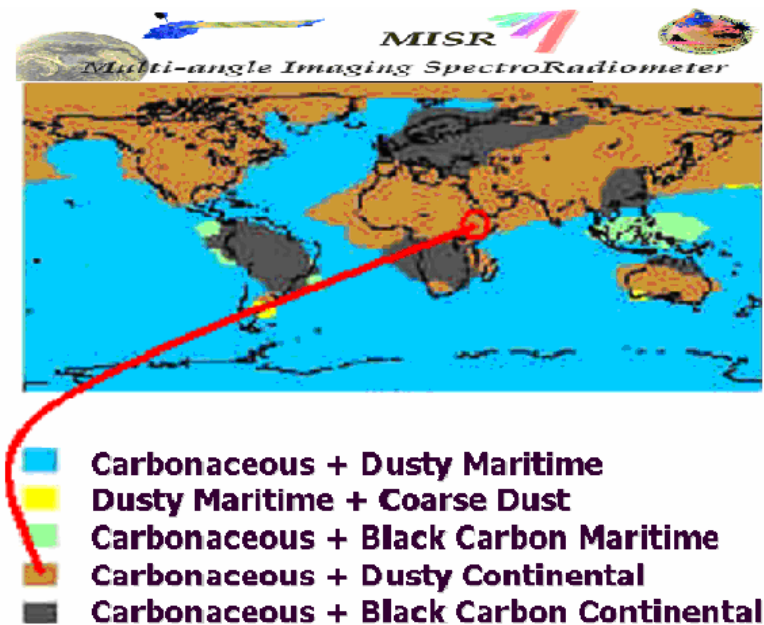 MISR
Multi-angle Imaging SpectroRadiometer
Carbonaceous + Dusty Maritime
Dusty Maritime + Coarse Dust
Carbonaceous + Black Carbon Maritime
Carbonaceous + Dusty Continental
Carbonaceous + Black Carbon Continental